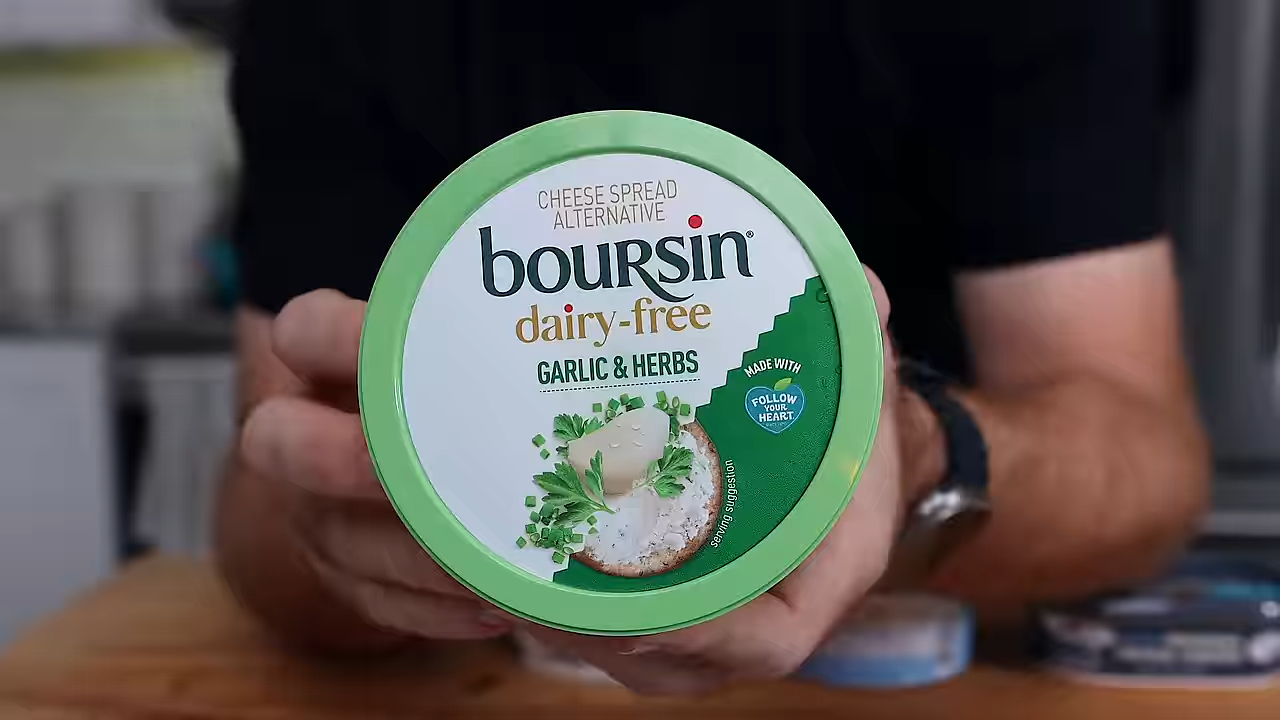 CHEESE SPREAD
ALTERNATIVE
boursin®
dairy-free
GARLIC & HERBS
MADE WITH
FOLLOW
YOUR
HEART
serving suggestion